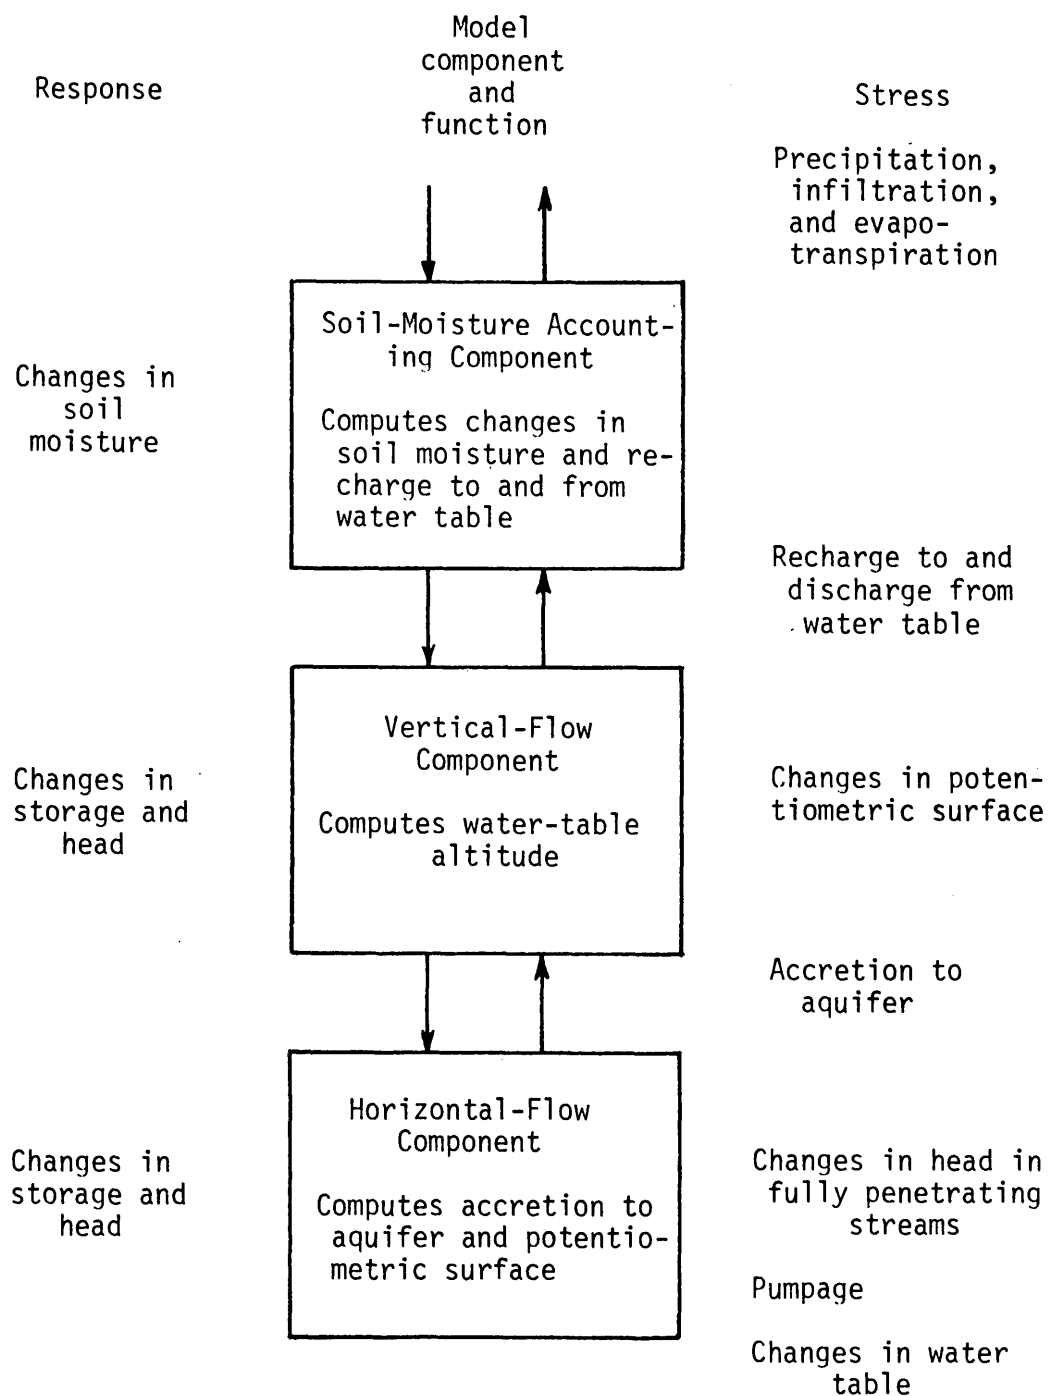 Model
component
and
function
Response
Stress
Precipitation,
infiltration,
and evapo-
transpiration
Soil-Moisture Account-
ing Component
Computes changes in
soil moisture and re-
charge to and from
water table
Changes in
soil
moisture
Recharge to and
discharge from
water table
Vertical-Flow
Component
Computes water-table
altitude
Changes in
storage and
head
Changes in poten-
tiometric surface
Accretion to
aquifer
Horizontal-Flow
Component
Computes accretion to
aquifer and potentio-
metric surface
Changes in
storage and
head
Changes in head in
fully penetrating
streams
Pumpage
Changes in water
table